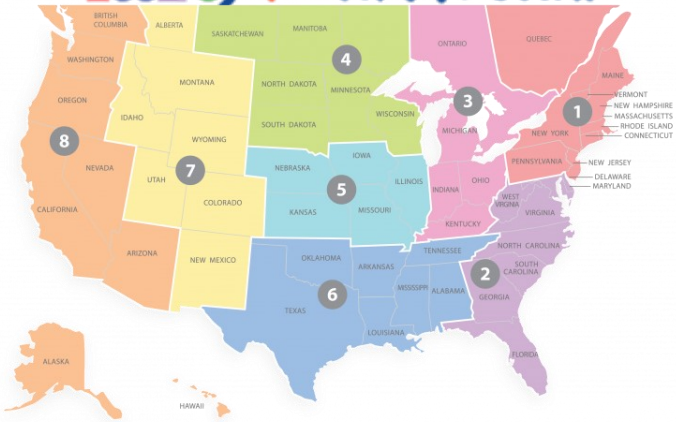 BRITISH
COLUMBIA
ALBERTA
SASKATCHEWAN
MANITOBA
ONTARIO
QUEBEC
WASHINGTON
MONTANA
NORTH DAKOTA
4
MINNESOTA
3
MAINE
OREGON
IDAHO
SOUTH DAKOTA
WISCONSIN
MICHIGAN
1
VERMONT
NEW HAMPSHIRE
MASSACHUSETTS
RHODE ISLAND
CONNECTICUT
NEW YORK
8
WYOMING
NEVADA
UTAH
7
COLORADO
NEBRASKA
IOWA
5
ILLINOIS
INDIANA
OHIO
PENNSYLVANIA
NEW JERSEY
DELAWARE
MARYLAND
CALIFORNIA
KANSAS
MISSOURI
KENTUCKY
WEST
VIRGINIA
VIRGINIA
ARIZONA
NEW MEXICO
OKLAHOMA
ARKANSAS
TENNESSEE
NORTH CAROLINA
SOUTH
CAROLINA
2
6
TEXAS
MISSISSIPPI
ALABAMA
GEORGIA
LOUISIANA
FLORIDA
ALASKA
HAWAII